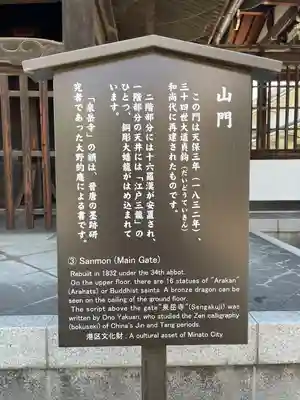 山門
この門は天保三年（一八三二年）、
三十四世大道貞鈞（だいどうていきん）
和尚代に再建されたものです。
二階部分には十六羅漢が安置され、
一階部分の天井には「江戸三龍」の
ひとつ、銅彫大蟠龍がはめ込まれて
います。
「泉岳寺」の額は、晋唐の墨跡研
究者であった大野約庵による書です。
③ Sanmon (Main Gate)
Rebuilt in 1832 under the 34th abbot.
On the upper floor, there are 16 statues of "Arakan"
(Arahats) or Buddhist saints. A bronze dragon can be
seen on the ceiling of the ground floor.
The script above the gate "泉岳寺"(Sengakuji) was
written by Ono Yakuan, who studied the Zen calligraphy
(bokuseki) of China's Jin and Tang periods.
港区文化財 : A cultural asset of Minato City